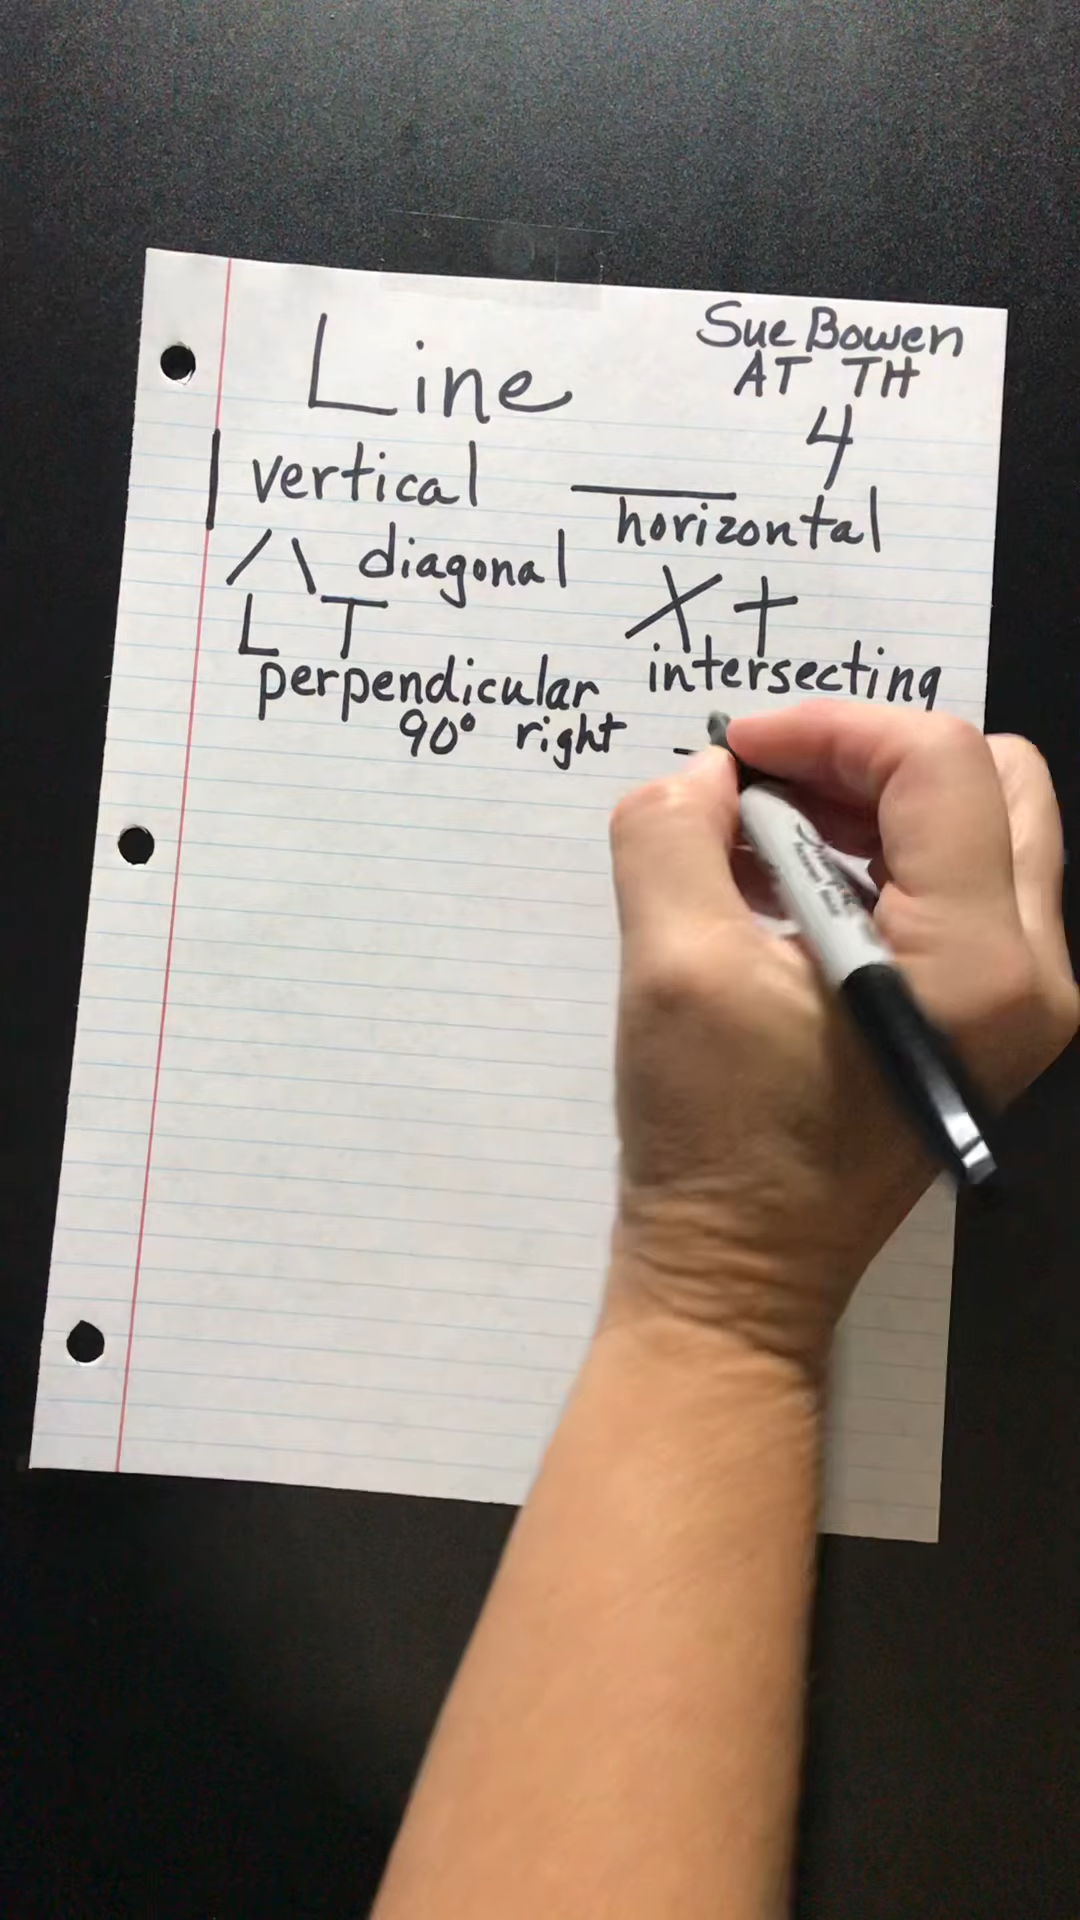 Line
Sue Bowen
AT TH
4
vertical
horizontal
diagonal
intersecting
perpendicular
90° right